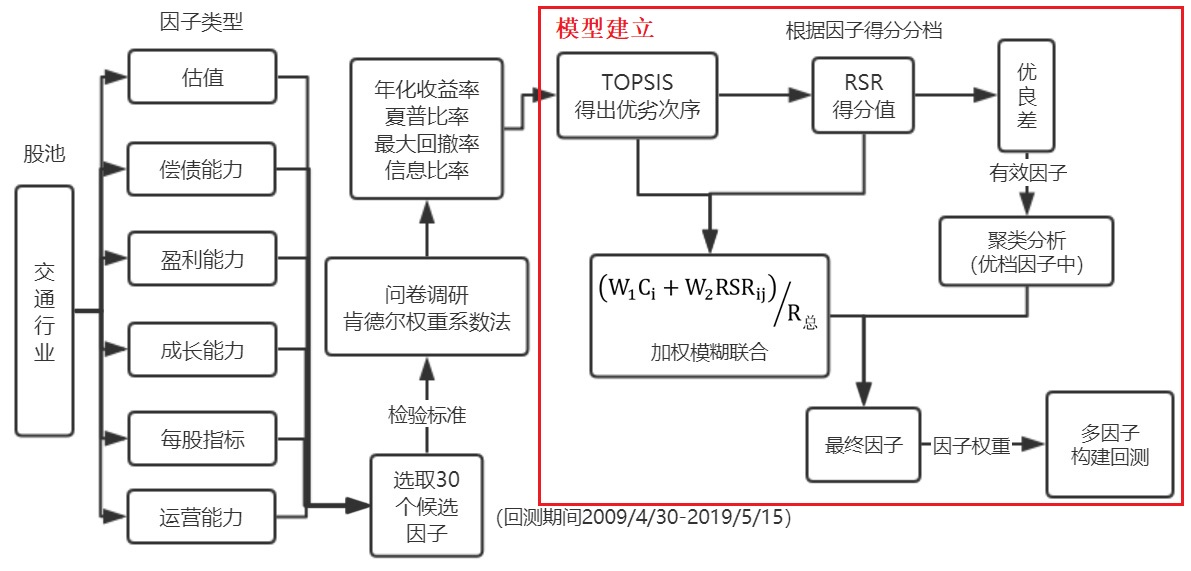 因子类型
股池
交通行业
估值
偿债能力
盈利能力
成长能力
每股指标
运营能力
选取30
个候选
因子
(回测期间2009/4/30-2019/5/15)
检验标准
问卷调研
肯德尔权重系数法
年化收益率
夏普比率
最大回撤率
信息比率
模型建立
根据因子得分分档
TOPSIS
得出优劣次序
RSR
得分值
优良差
有效因子
聚类分析
(优档因子中)
(W₁Cᵢ + W₂RSRᵢⱼ)/R总
加权模糊联合
最终因子
因子权重
多因子
构建回测